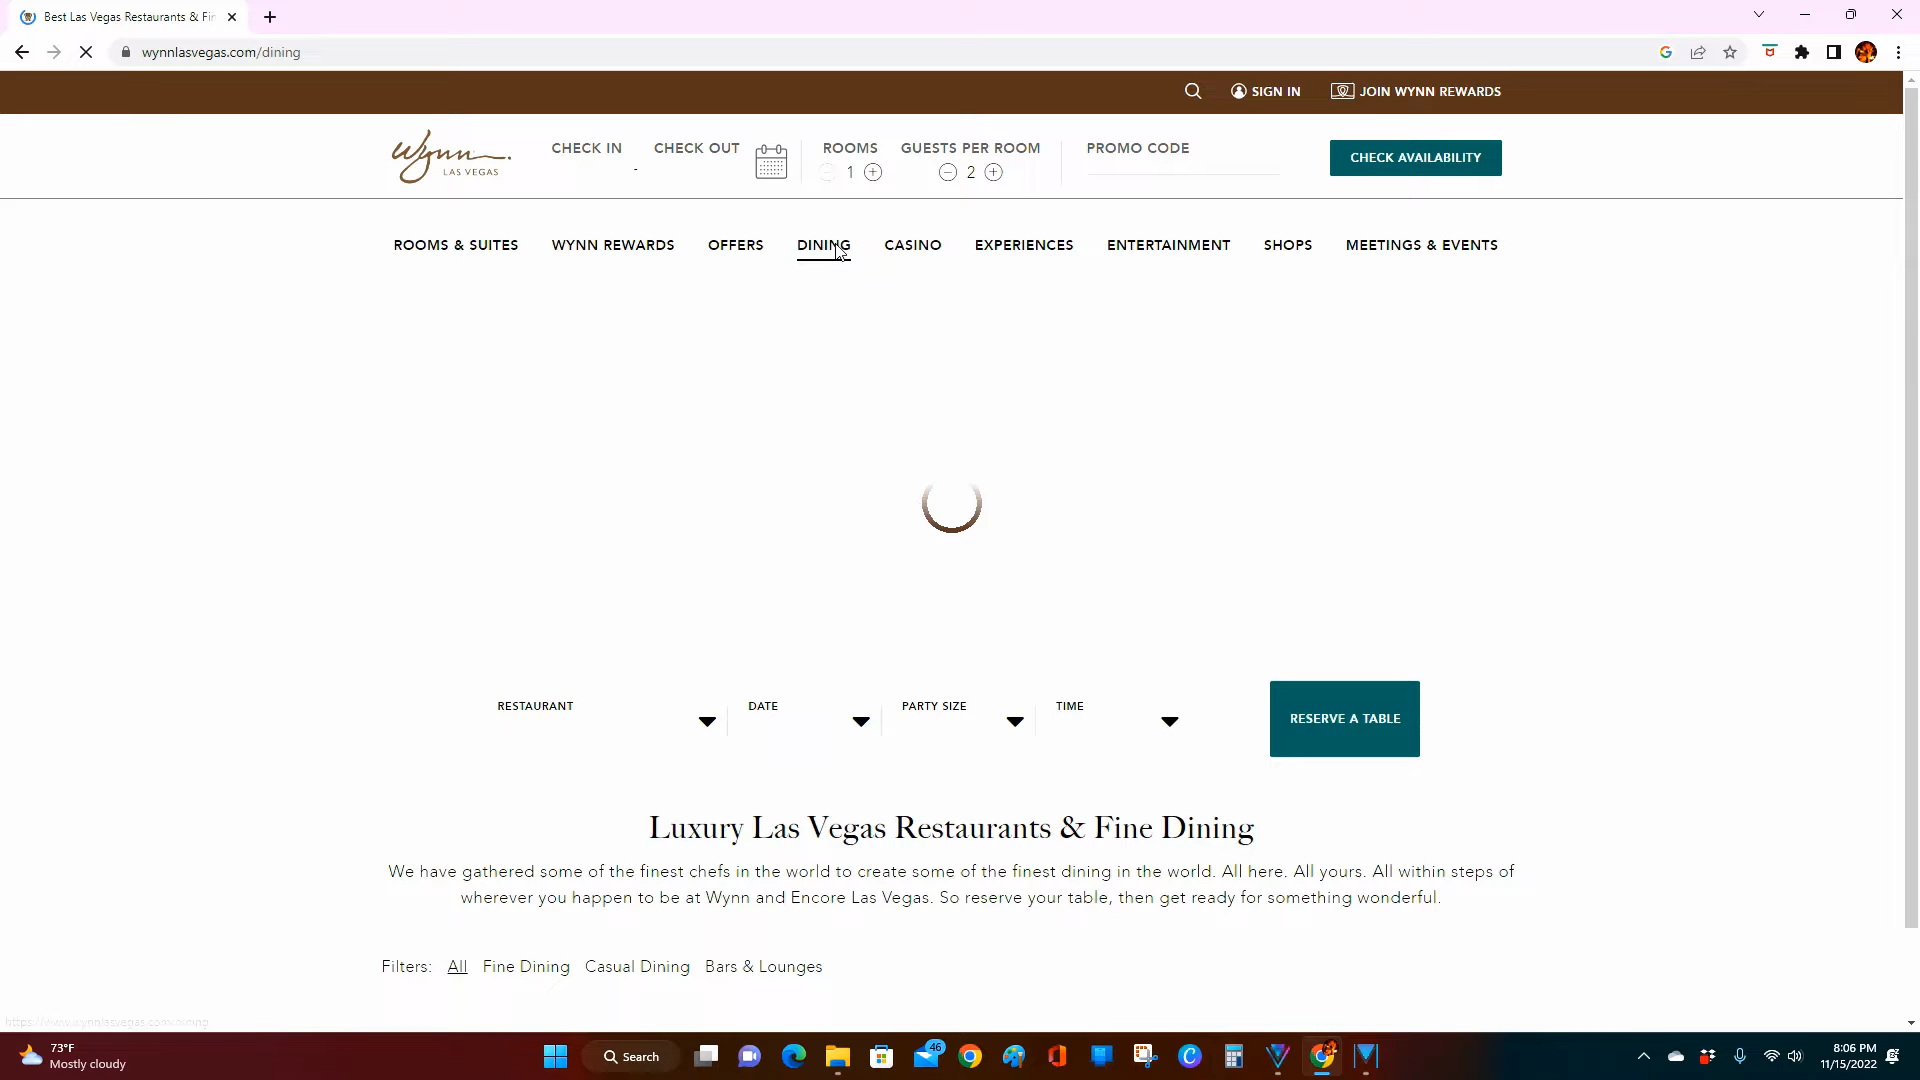 Best Las Vegas Restaurants & Fin
wynnlasvegas.com/dining
SIGN IN
JOIN WYNN REWARDS
Wynn
LAS VEGAS
CHECK IN
CHECK OUT
-
ROOMS
1
GUESTS PER ROOM
2
PROMO CODE
CHECK AVAILABILITY
ROOMS & SUITES WYNN REWARDS OFFERS DINING CASINO EXPERIENCES ENTERTAINMENT SHOPS MEETINGS & EVENTS
RESTAURANT DATE PARTY SIZE TIME
RESERVE A TABLE
Luxury Las Vegas Restaurants & Fine Dining
We have gathered some of the finest chefs in the world to create some of the finest dining in the world. All here. All yours. All within steps of
wherever you happen to be at Wynn and Encore Las Vegas. So reserve your table, then get ready for something wonderful.
Filters: All Fine Dining Casual Dining Bars & Lounges
https://www.wynnlasvegas.com/dining
73°F
Mostly cloudy
Search
46
8:06 PM
11/15/2022